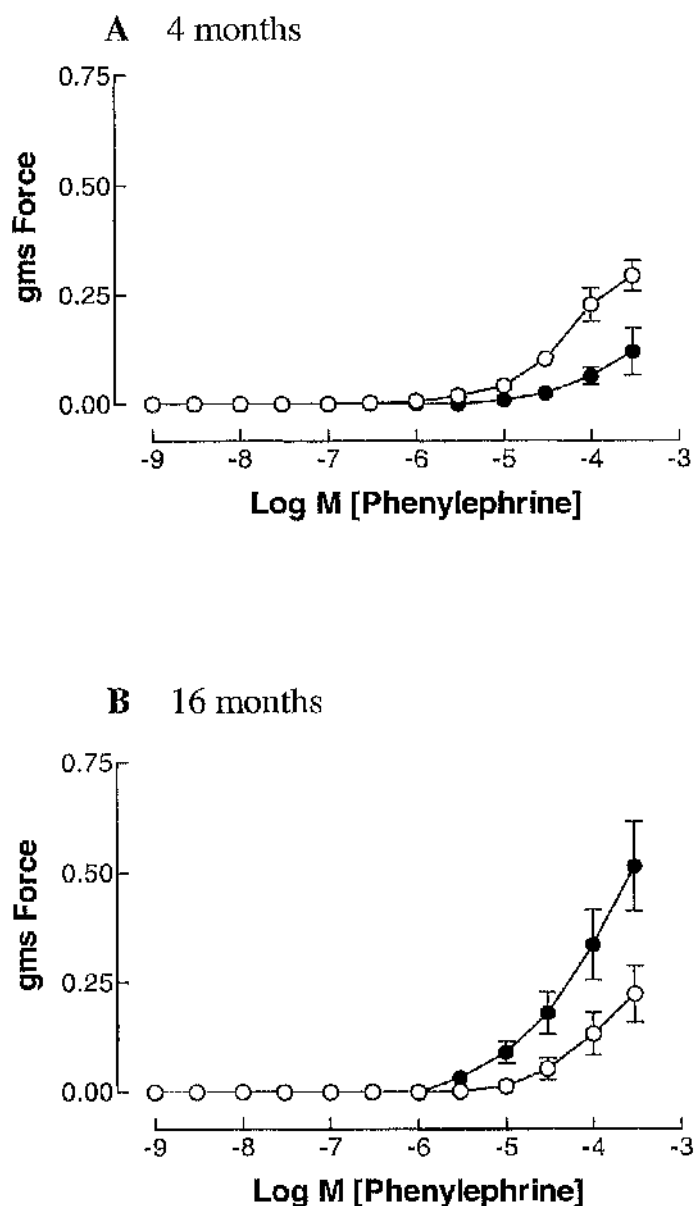 A 4 months
0.75
0.50
0.25
0.00
gms Force
-9 -8 -7 -6 -5 -4 -3
Log M [Phenylephrine]
B 16 months
0.75
0.50
0.25
0.00
gms Force
-9 -8 -7 -6 -5 -4 -3
Log M [Phenylephrine]